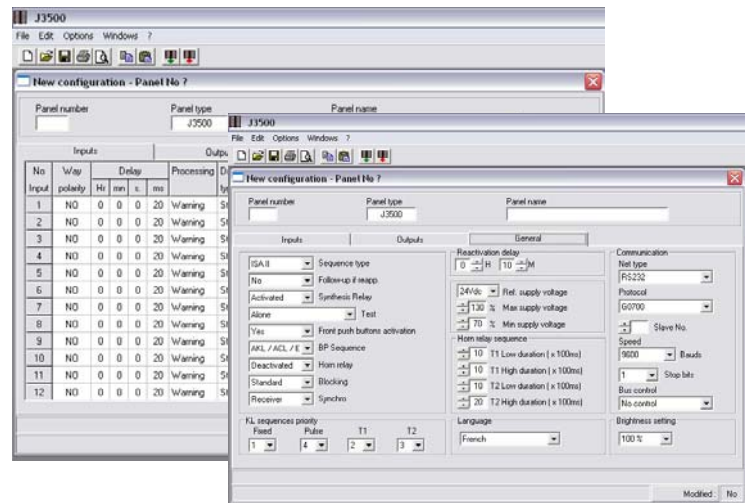 J3500
File Edit Options Windows ?
New configuration - Panel No ?
Panel number Panel type Panel name
J3500
Inputs
No Input Way polarity Delay Processing
Hr mn s. ms
1 NO 0 0 0 20 Warning
2 NO 0 0 0 20 Warning
3 NO 0 0 0 20 Warning
4 NO 0 0 0 20 Warning
5 NO 0 0 0 20 Warning
6 NO 0 0 0 20 Warning
7 NO 0 0 0 20 Warning
8 NO 0 0 0 20 Warning
9 NO 0 0 0 20 Warning
10 NO 0 0 0 20 Warning
11 NO 0 0 0 20 Warning
12 NO 0 0 0 20 Warning
J3500
File Edit Options Windows ?
New configuration - Panel No ?
Panel number Panel type Panel name
J3500
Inputs Outputs General
ISA II Sequence type
No Follow-up if reapp.
Activated Synthesis Relay
Alone Test
Yes Front push buttons activation
AKL / ACL / E BP Sequence
Deactivated Horn relay
Standard Blocking
Receiver Synchro
KL sequences priority
Fixed Pulse T1 T2
1 4 2 3
Reactivation delay
0 H 10 M
24Vdc Ref. supply voltage
130 % Max supply voltage
70 % Min supply voltage
Horn relay sequence
10 T1 Low duration ( x 100ms)
10 T1 High duration ( x 100ms)
10 T2 Low duration ( x 100ms)
20 T2 High duration ( x 100ms)
Language
French
Communication
Net type
RS232
Protocol
G0700
Slave No.
Speed
9600 Bauds
1 Stop bits
Bus control
No control
Brightness setting
100 %
Modified: No